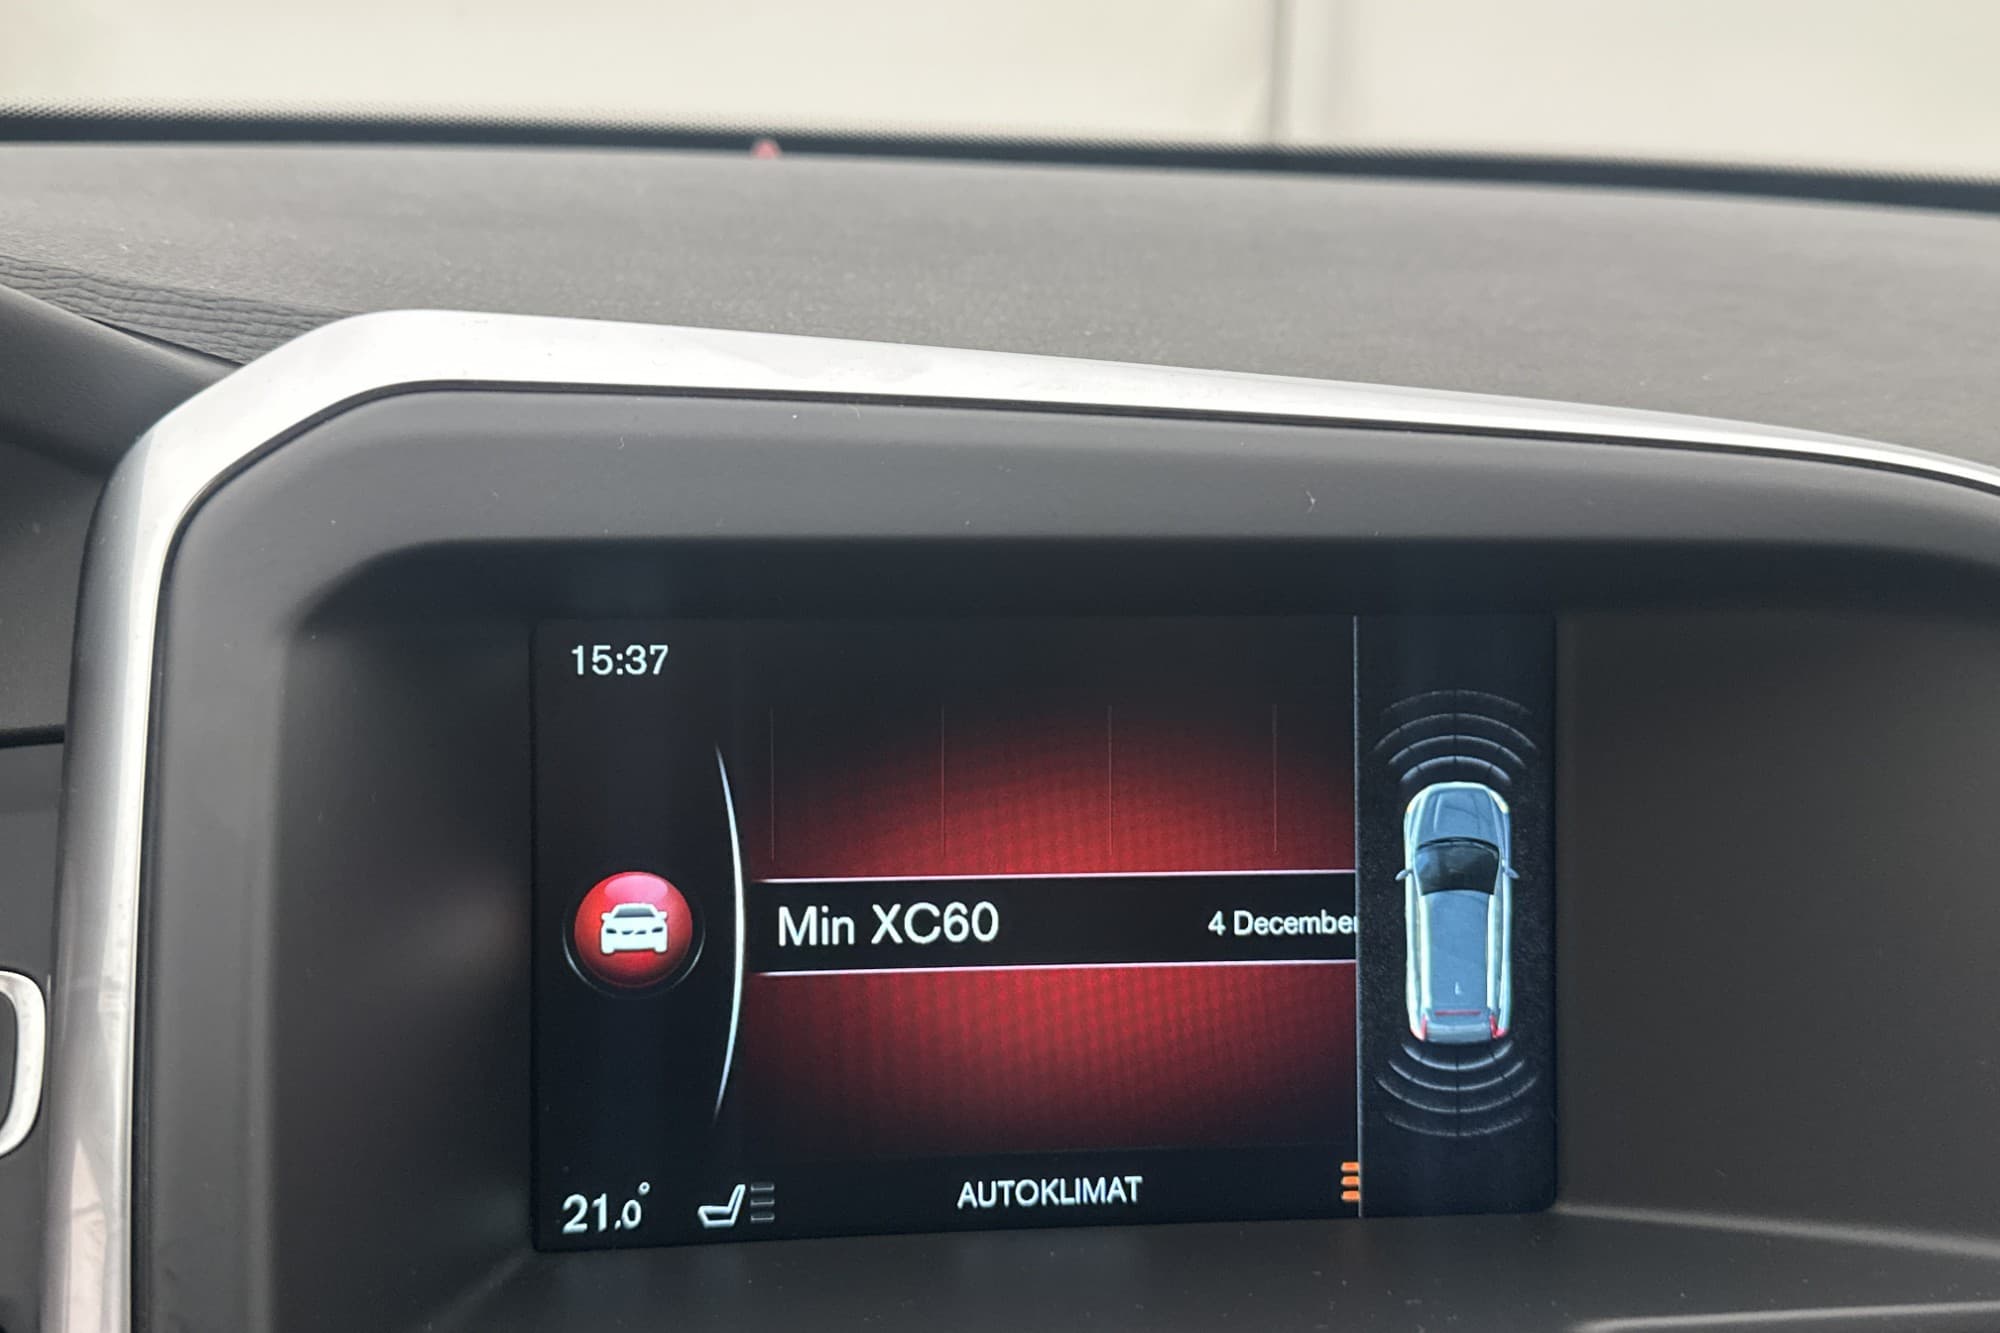 15:37
Min XC60 4 December
21.0° AUTOKLIMAT